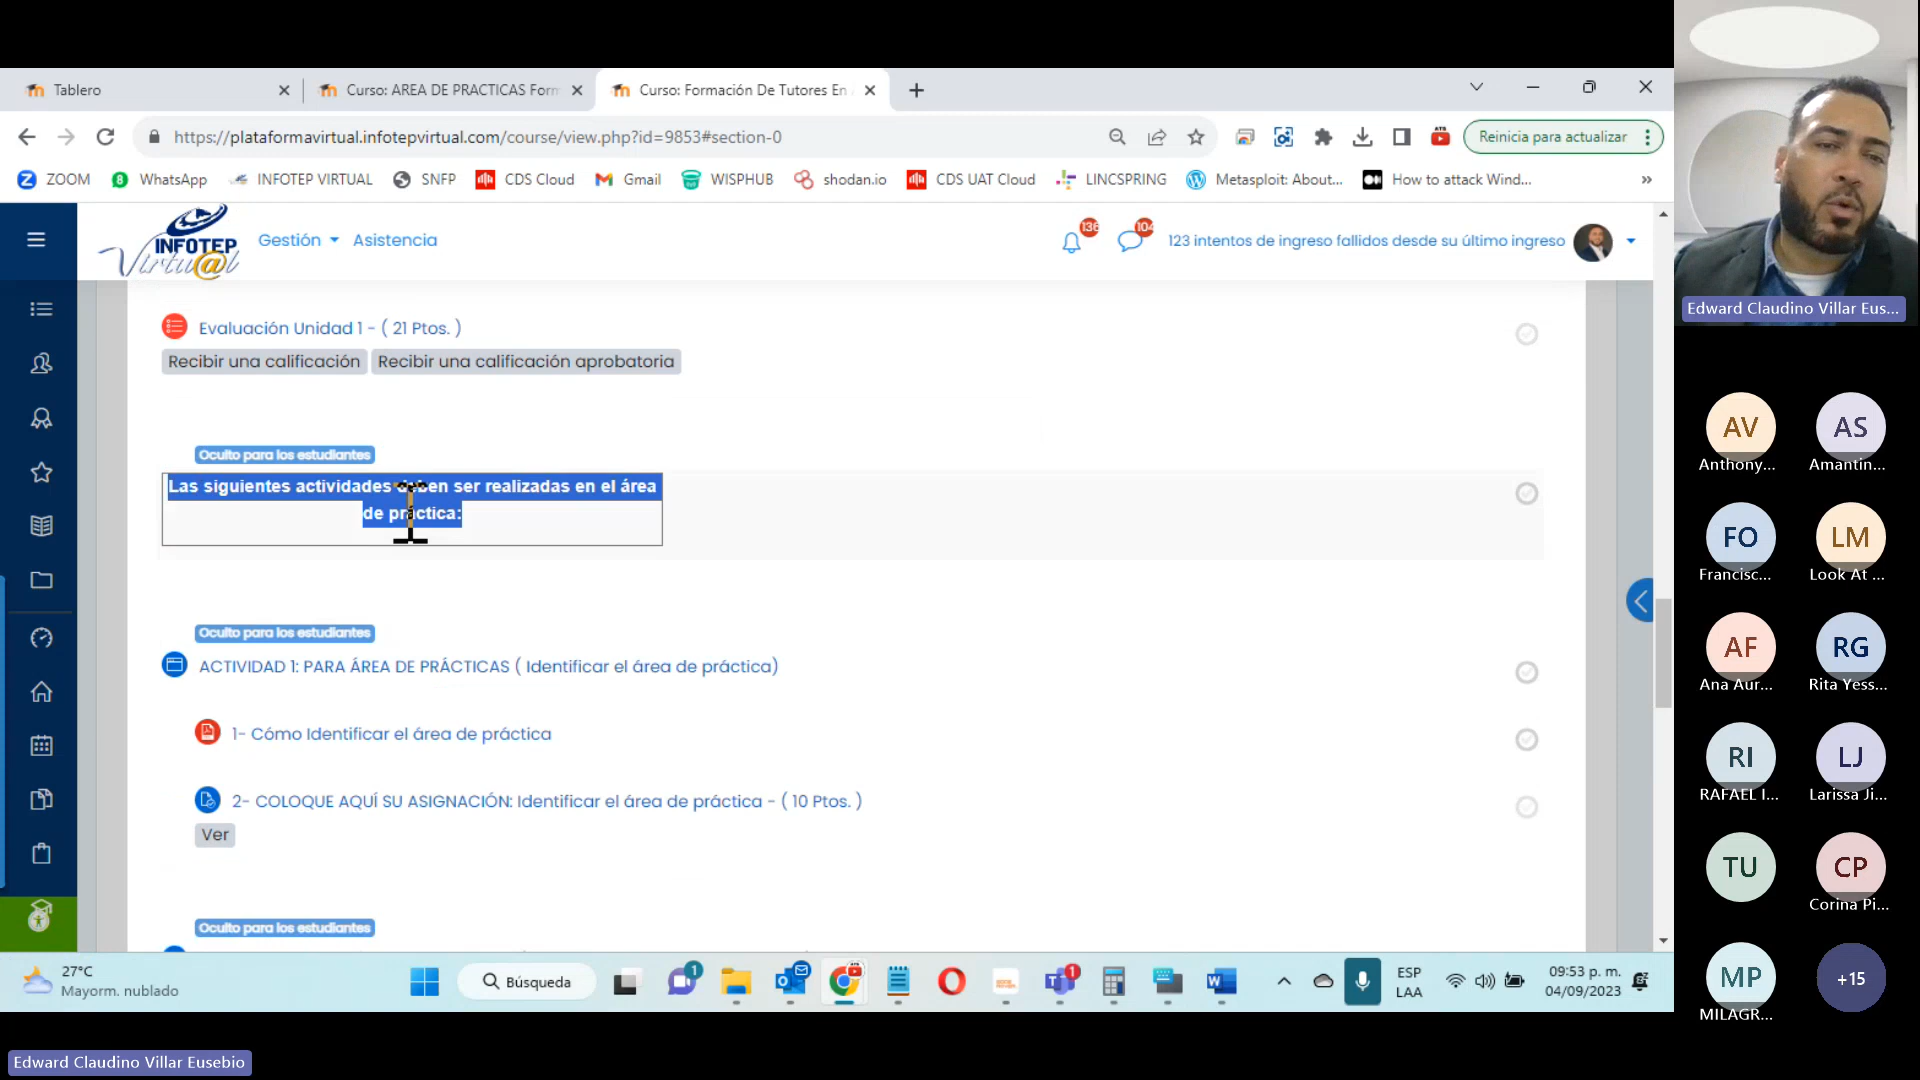 Tablero
Curso: AREA DE PRACTICAS Form
Curso: Formación De Tutores En A
https://plataformavirtual.infotepvirtual.com/course/view.php?id=9853#section-0
Reinicia para actualizar
ZOOM
WhatsApp
INFOTEP VIRTUAL
SNFP
CDS Cloud
Gmail
WISPHUB
shodan.io
CDS UAT Cloud
LINCSPRING
Metasploit: About...
How to attack Wind...
INFOTEP
Virtu@l
Gestión
Asistencia
136
104
123 intentos de ingreso fallidos desde su último ingreso
Edward Claudino Villar Eus...
Evaluación Unidad 1 - ( 21 Ptos. )
Recibir una calificación
Recibir una calificación aprobatoria
Oculto para los estudiantes
Las siguientes actividades deben ser realizadas en el área
de práctica:
Oculto para los estudiantes
ACTIVIDAD 1: PARA ÁREA DE PRÁCTICAS ( Identificar el área de práctica)
1- Cómo Identificar el área de práctica
2- COLOQUE AQUÍ SU ASIGNACIÓN: Identificar el área de práctica - ( 10 Ptos. )
Ver
Oculto para los estudiantes
AV
Anthony...
AS
Amantin...
FO
Francisc...
LM
Look At ...
AF
Ana Aur...
RG
Rita Yess...
RI
RAFAEL I...
LJ
Larissa Ji...
TU
CP
Corina Pi...
MP
MILAGR...
+15
27°C
Mayorm. nublado
Búsqueda
1
1
ESP
LAA
09:53 p. m.
04/09/2023
Edward Claudino Villar Eusebio